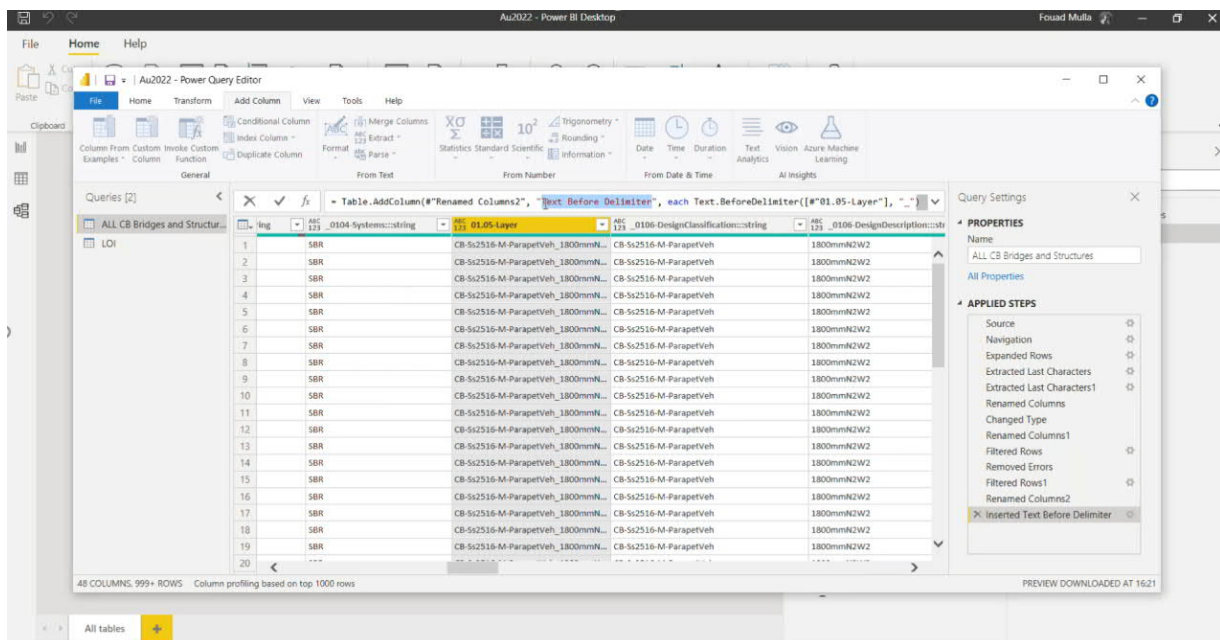 Au2022 - Power BI Desktop
Fouad Mulla
File Home Help
Paste
Clipboard
Au2022 - Power Query Editor
File Home Transform Add Column View Tools Help
Column From Examples
Custom Column
Invoke Custom Function
Conditional Column
Index Column
Duplicate Column
General
Format
Merge Columns
Extract
Parse
From Text
Statistics Standard Scientific
Trigonometry
Rounding
Information
From Number
Date Time Duration
From Date & Time
Text Analytics
Vision
Azure Machine Learning
AI Insights
Queries [2]
ALL CB Bridges and Structur...
LOI
= Table.AddColumn(#"Renamed Columns2", "Text Before Delimiter", each Text.BeforeDelimiter([#"01.05-Layer"], "_")
ing _0104-Systems:::string 01.05-Layer _0106-DesignClassification:::string _0106-DesignDescription:::str
1 SBR CB-Ss2516-M-ParapetVeh_1800mmN... CB-Ss2516-M-ParapetVeh 1800mmN2W2
2 SBR CB-Ss2516-M-ParapetVeh_1800mmN... CB-Ss2516-M-ParapetVeh 1800mmN2W2
3 SBR CB-Ss2516-M-ParapetVeh_1800mmN... CB-Ss2516-M-ParapetVeh 1800mmN2W2
4 SBR CB-Ss2516-M-ParapetVeh_1800mmN... CB-Ss2516-M-ParapetVeh 1800mmN2W2
5 SBR CB-Ss2516-M-ParapetVeh_1800mmN... CB-Ss2516-M-ParapetVeh 1800mmN2W2
6 SBR CB-Ss2516-M-ParapetVeh_1800mmN... CB-Ss2516-M-ParapetVeh 1800mmN2W2
7 SBR CB-Ss2516-M-ParapetVeh_1800mmN... CB-Ss2516-M-ParapetVeh 1800mmN2W2
8 SBR CB-Ss2516-M-ParapetVeh_1800mmN... CB-Ss2516-M-ParapetVeh 1800mmN2W2
9 SBR CB-Ss2516-M-ParapetVeh_1800mmN... CB-Ss2516-M-ParapetVeh 1800mmN2W2
10 SBR CB-Ss2516-M-ParapetVeh_1800mmN... CB-Ss2516-M-ParapetVeh 1800mmN2W2
11 SBR CB-Ss2516-M-ParapetVeh_1800mmN... CB-Ss2516-M-ParapetVeh 1800mmN2W2
12 SBR CB-Ss2516-M-ParapetVeh_1800mmN... CB-Ss2516-M-ParapetVeh 1800mmN2W2
13 SBR CB-Ss2516-M-ParapetVeh_1800mmN... CB-Ss2516-M-ParapetVeh 1800mmN2W2
14 SBR CB-Ss2516-M-ParapetVeh_1800mmN... CB-Ss2516-M-ParapetVeh 1800mmN2W2
15 SBR CB-Ss2516-M-ParapetVeh_1800mmN... CB-Ss2516-M-ParapetVeh 1800mmN2W2
16 SBR CB-Ss2516-M-ParapetVeh_1800mmN... CB-Ss2516-M-ParapetVeh 1800mmN2W2
17 SBR CB-Ss2516-M-ParapetVeh_1800mmN... CB-Ss2516-M-ParapetVeh 1800mmN2W2
18 SBR CB-Ss2516-M-ParapetVeh_1800mmN... CB-Ss2516-M-ParapetVeh 1800mmN2W2
19 SBR CB-Ss2516-M-ParapetVeh_1800mmN... CB-Ss2516-M-ParapetVeh 1800mmN2W2
20
Query Settings
PROPERTIES
Name
ALL CB Bridges and Structures
All Properties
APPLIED STEPS
Source
Navigation
Expanded Rows
Extracted Last Characters
Extracted Last Characters1
Renamed Columns
Changed Type
Renamed Columns1
Filtered Rows
Removed Errors
Filtered Rows1
Renamed Columns2
Inserted Text Before Delimiter
48 COLUMNS, 999+ ROWS Column profiling based on top 1000 rows
PREVIEW DOWNLOADED AT 16:21
All tables